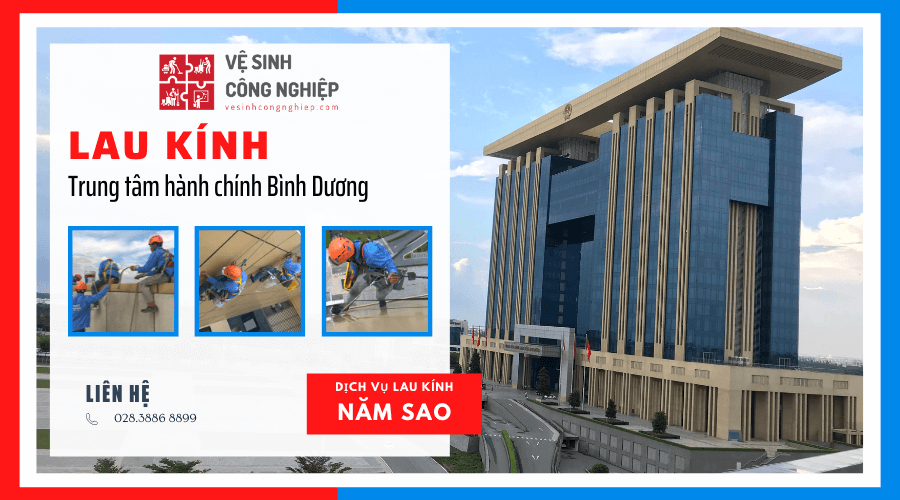 VỆ SINH
CÔNG NGHIỆP
vesinhcongnghiep.com
LAU KÍNH
Trung tâm hành chính Bình Dương
LIÊN HỆ
028.3886 8899
DỊCH VỤ LAU KÍNH
NĂM SAO